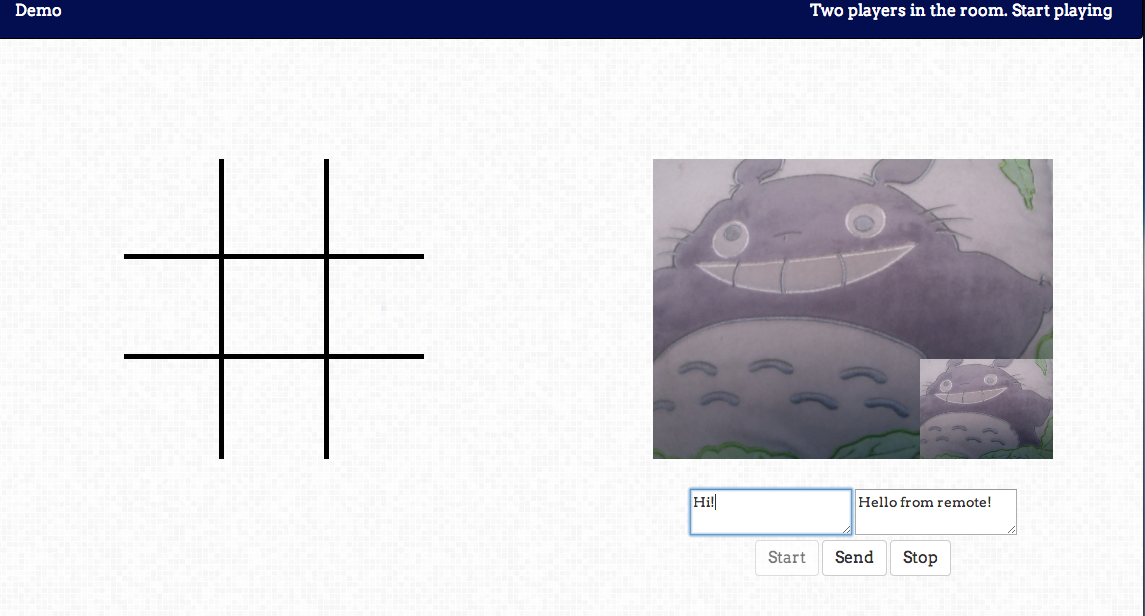 Demo
Two players in the room. Start playing
Hi!
Hello from remote!
Start
Send
Stop